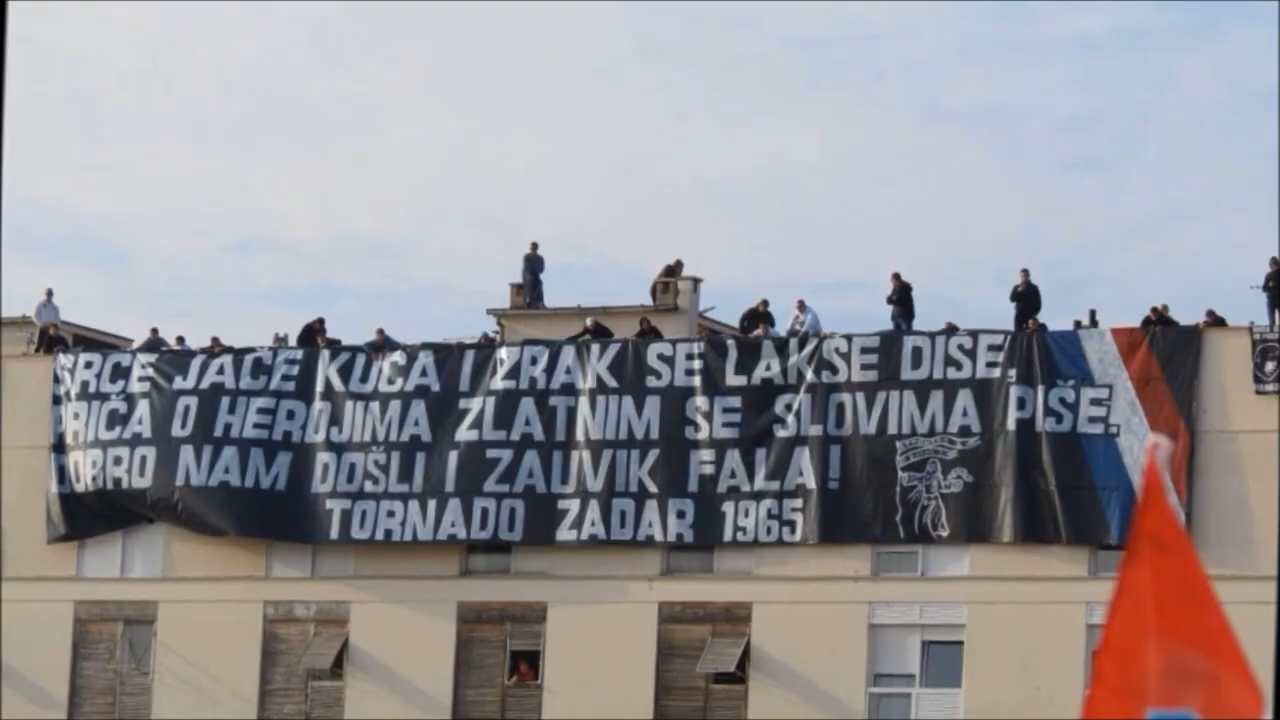 SRCE JAČE KUCA I ZRAK SE LAKŠE DIŠE,
PRIČA O HEROJIMA ZLATNIM SE SLOVIMA PIŠE.
DOBRO NAM DOŠLI I ZAUVIK FALA!
TORNADO ZADAR 1965